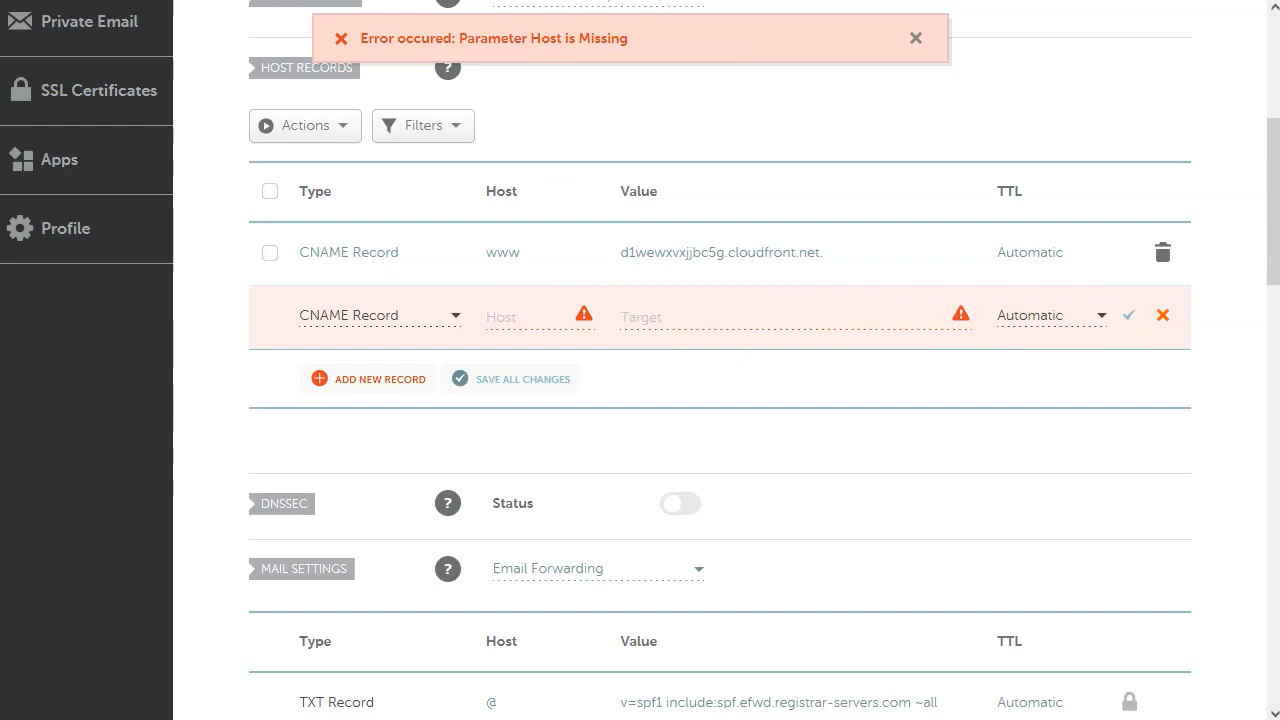 Private Email
Error occured: Parameter Host is Missing
HOST RECORDS ?
SSL Certificates
Actions Filters
Apps
Type Host Value TTL
Profile
CNAME Record www d1wewxvxjjbc5g.cloudfront.net. Automatic
CNAME Record Host Target Automatic
ADD NEW RECORD SAVE ALL CHANGES
DNSSEC ? Status
MAIL SETTINGS ? Email Forwarding
Type Host Value TTL
TXT Record @ v=spf1 include:spf.efwd.registrar-servers.com ~all Automatic